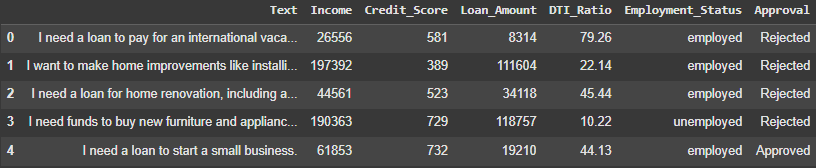 Text Income Credit_Score Loan_Amount DTI_Ratio Employment_Status Approval
0 I need a loan to pay for an international vaca... 26556 581 8314 79.26 employed Rejected
1 I want to make home improvements like installi... 197392 389 111604 22.14 employed Rejected
2 I need a loan for home renovation, including a... 44561 523 34118 45.44 employed Rejected
3 I need funds to buy new furniture and applianc... 190363 729 118757 10.22 unemployed Rejected
4 I need a loan to start a small business. 61853 732 19210 44.13 employed Approved